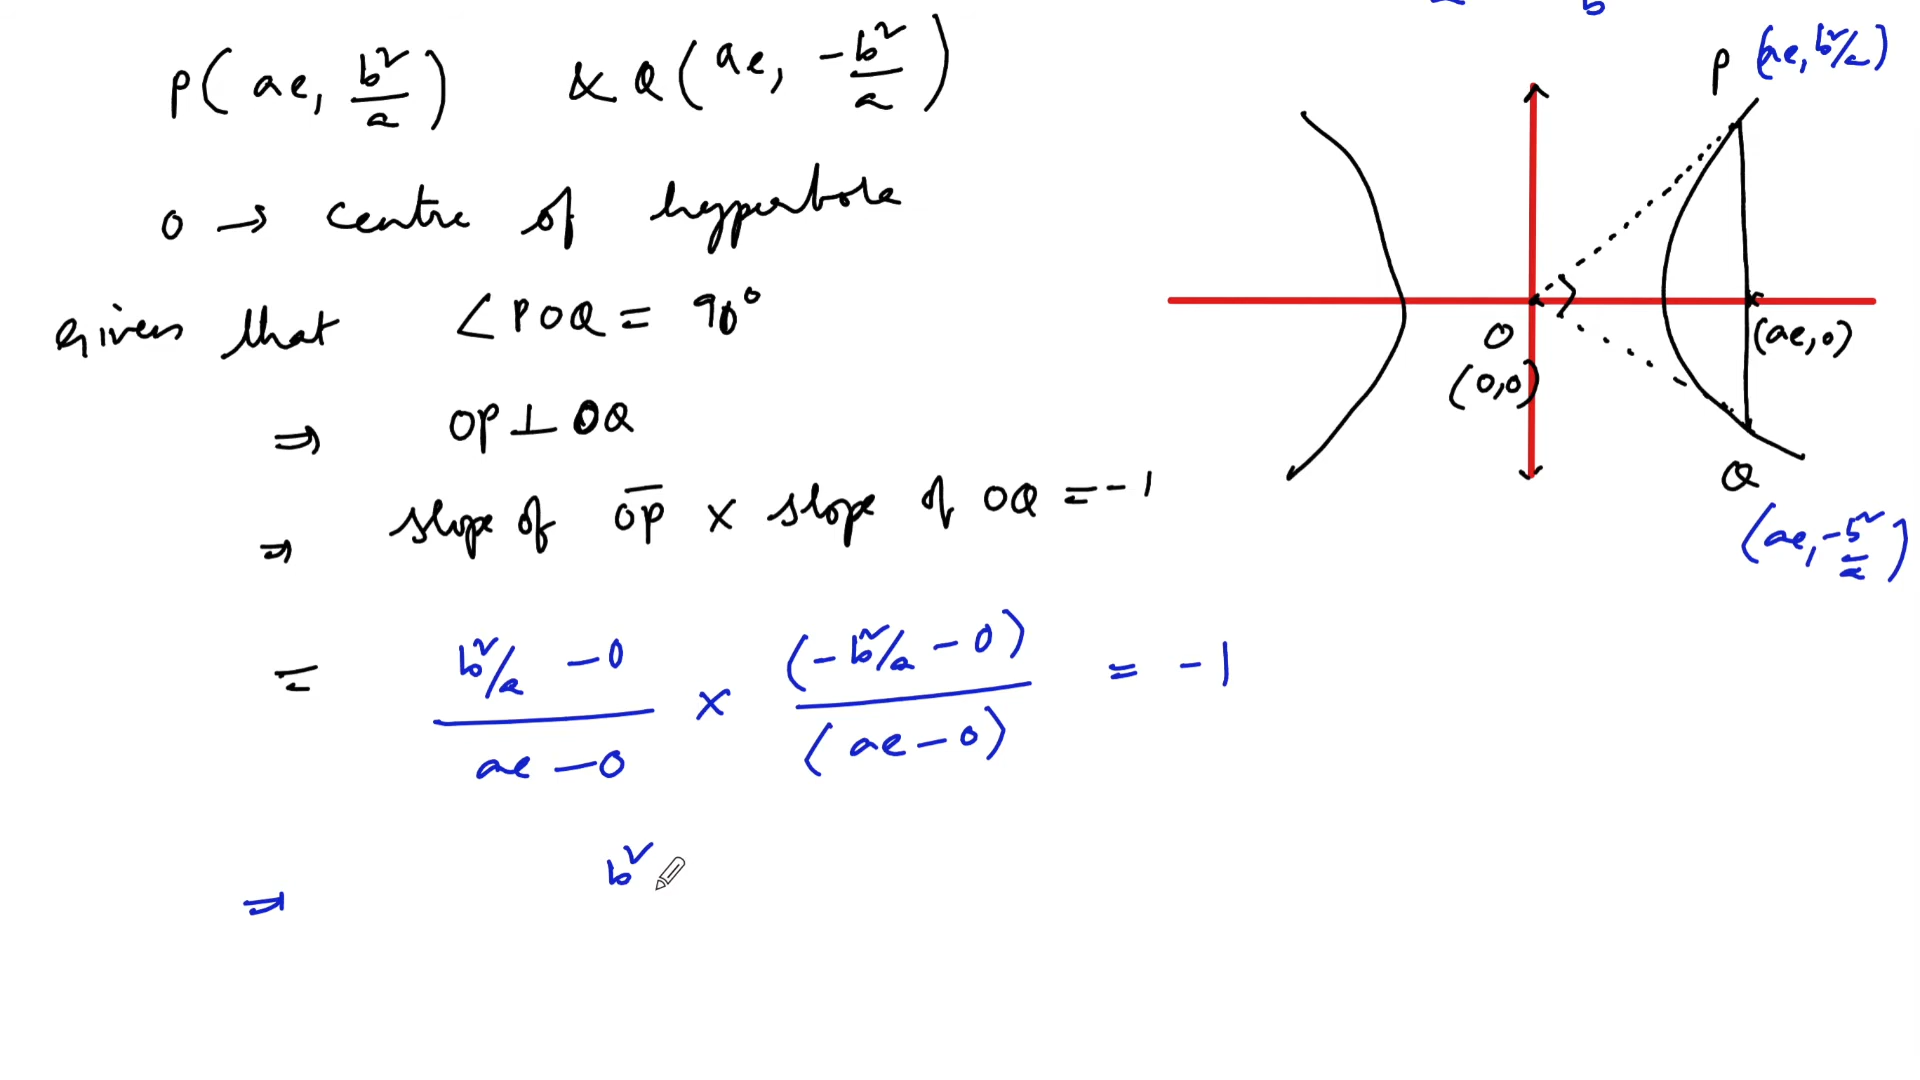 P(ae, b²/a) & Q(ae, -b²/a)
O → centre of hyperbola
Given that ∠POQ = 90°
⇒ OP ⊥ OQ
⇒ slope of OP × slope of OQ = -1
= (b²/a - 0)/(ae - 0) × (-b²/a - 0)/(ae - 0) = -1
⇒ b²
b
P (ae, b²/a)
(ae, 0)
O
(0,0)
Q
(ae, -b²/a)